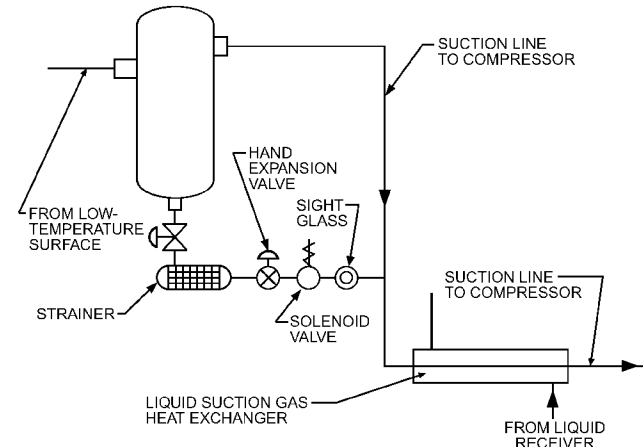 SUCTION LINE
TO COMPRESSOR
HAND
EXPANSION
VALVE
SIGHT
GLASS
FROM LOW-
TEMPERATURE
SURFACE
SUCTION LINE
TO COMPRESSOR
STRAINER
SOLENOID
VALVE
LIQUID SUCTION GAS
HEAT EXCHANGER
FROM LIQUID
RECEIVER